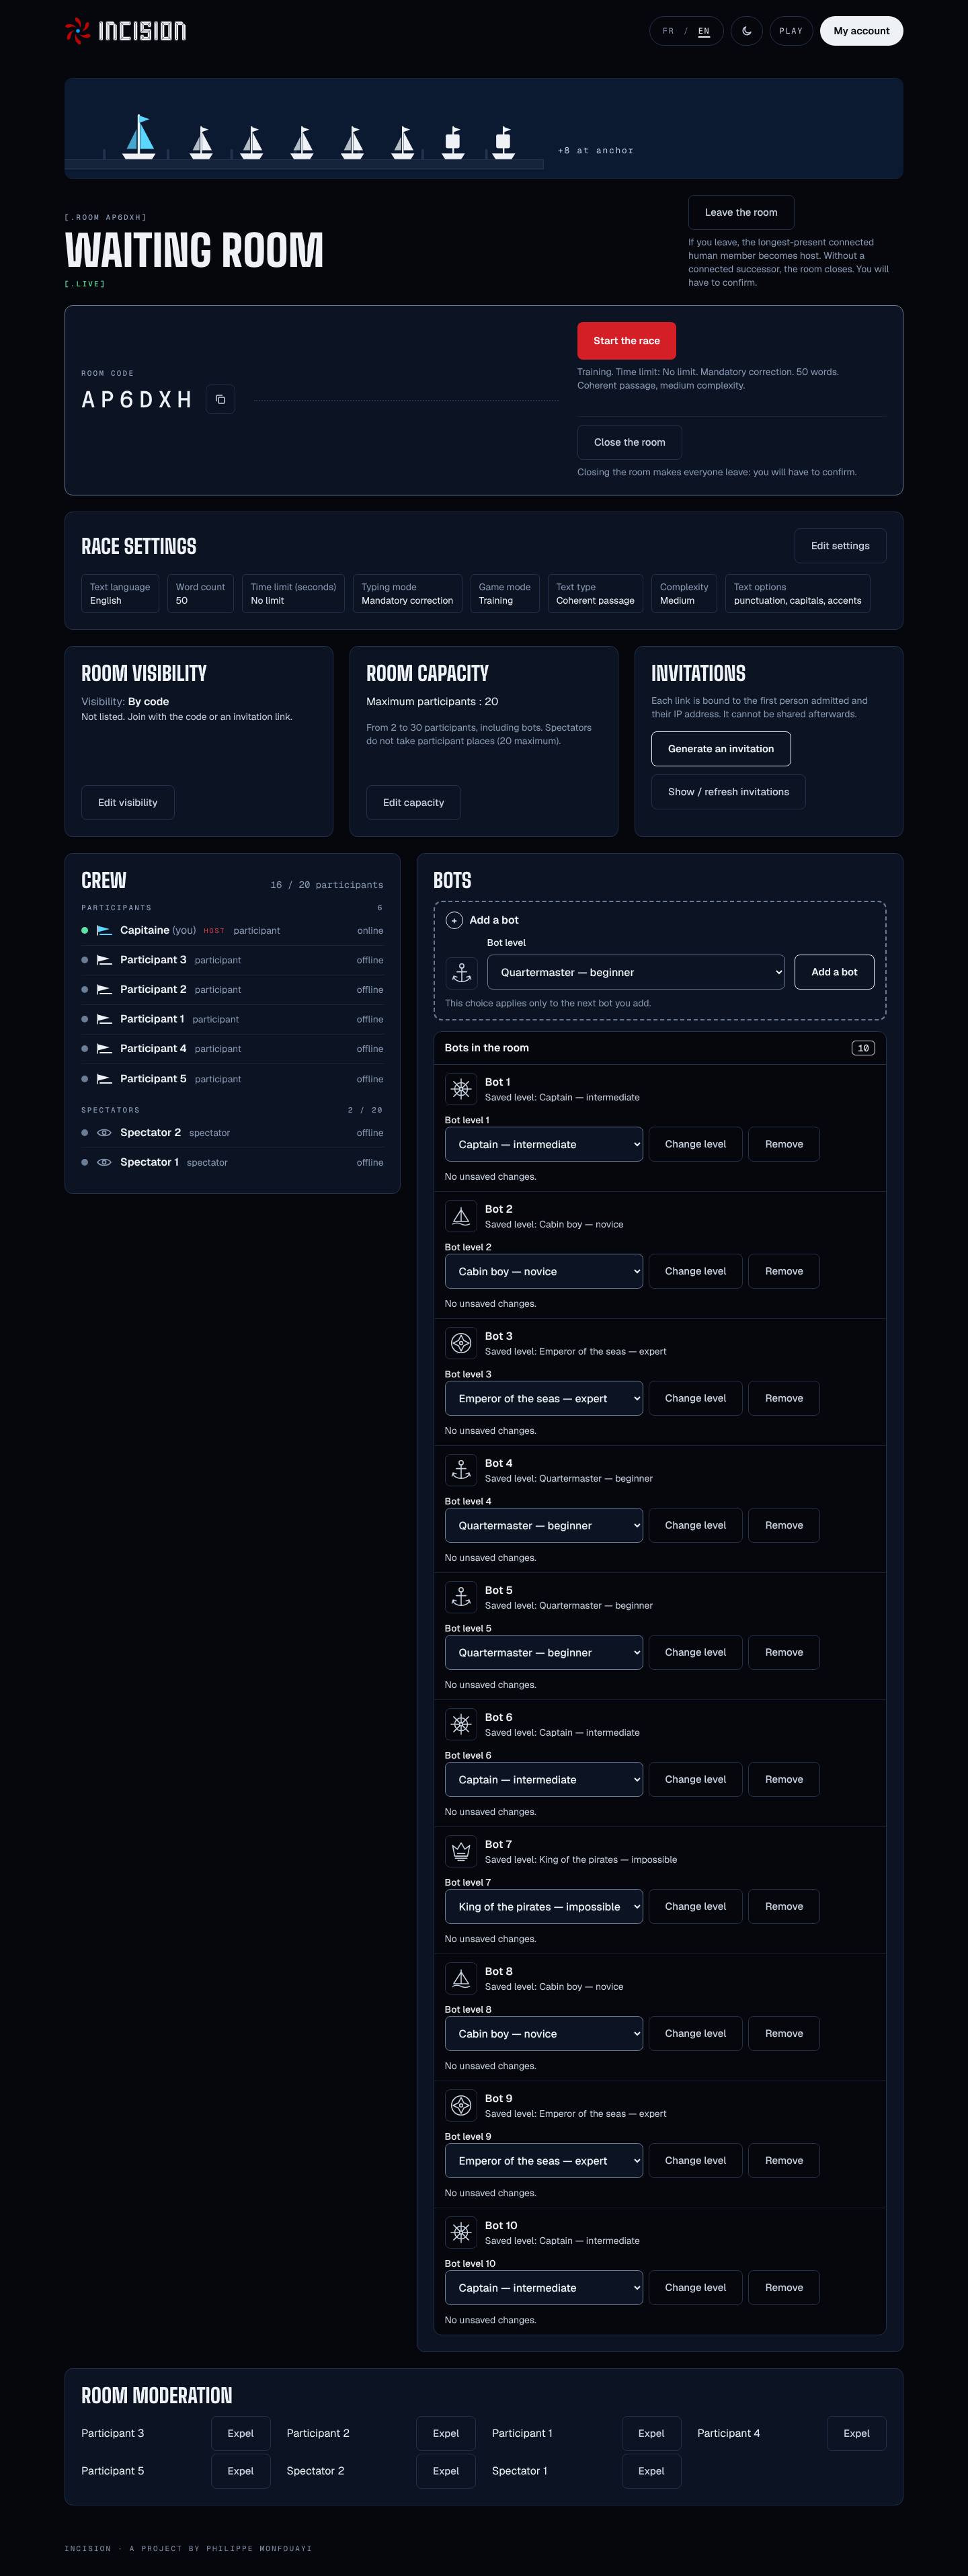 INCISION
FR / EN
PLAY
My account
+8 at anchor
[.ROOM AP6DXH]
WAITING ROOM
[.LIVE]
Leave the room
If you leave, the longest-present connected
human member becomes host. Without a
connected successor, the room closes. You will
have to confirm.
ROOM CODE
AP6DXH
Start the race
Training. Time limit: No limit. Mandatory correction. 50 words.
Coherent passage, medium complexity.
Close the room
Closing the room makes everyone leave: you will have to confirm.
RACE SETTINGS
Edit settings
Text language
English
Word count
50
Time limit (seconds)
No limit
Typing mode
Mandatory correction
Game mode
Training
Text type
Coherent passage
Complexity
Medium
Text options
punctuation, capitals, accents
ROOM VISIBILITY
Visibility: By code
Not listed. Join with the code or an invitation link.
Edit visibility
ROOM CAPACITY
Maximum participants : 20
From 2 to 30 participants, including bots. Spectators
do not take participant places (20 maximum).
Edit capacity
INVITATIONS
Each link is bound to the first person admitted and
their IP address. It cannot be shared afterwards.
Generate an invitation
Show / refresh invitations
CREW
16 / 20 participants
PARTICIPANTS 6
Capitaine (you) HOST participant online
Participant 3 participant offline
Participant 2 participant offline
Participant 1 participant offline
Participant 4 participant offline
Participant 5 participant offline
SPECTATORS 2 / 20
Spectator 2 spectator offline
Spectator 1 spectator offline
BOTS
+ Add a bot
Bot level
Quartermaster — beginner
Add a bot
This choice applies only to the next bot you add.
Bots in the room 10
Bot 1
Saved level: Captain — intermediate
Bot level 1
Captain — intermediate Change level Remove
No unsaved changes.
Bot 2
Saved level: Cabin boy — novice
Bot level 2
Cabin boy — novice Change level Remove
No unsaved changes.
Bot 3
Saved level: Emperor of the seas — expert
Bot level 3
Emperor of the seas — expert Change level Remove
No unsaved changes.
Bot 4
Saved level: Quartermaster — beginner
Bot level 4
Quartermaster — beginner Change level Remove
No unsaved changes.
Bot 5
Saved level: Quartermaster — beginner
Bot level 5
Quartermaster — beginner Change level Remove
No unsaved changes.
Bot 6
Saved level: Captain — intermediate
Bot level 6
Captain — intermediate Change level Remove
No unsaved changes.
Bot 7
Saved level: King of the pirates — impossible
Bot level 7
King of the pirates — impossible Change level Remove
No unsaved changes.
Bot 8
Saved level: Cabin boy — novice
Bot level 8
Cabin boy — novice Change level Remove
No unsaved changes.
Bot 9
Saved level: Emperor of the seas — expert
Bot level 9
Emperor of the seas — expert Change level Remove
No unsaved changes.
Bot 10
Saved level: Captain — intermediate
Bot level 10
Captain — intermediate Change level Remove
No unsaved changes.
ROOM MODERATION
Participant 3 Expel Participant 2 Expel Participant 1 Expel Participant 4 Expel
Participant 5 Expel Spectator 2 Expel Spectator 1 Expel
INCISION · A PROJECT BY PHILIPPE MONFOUAYI